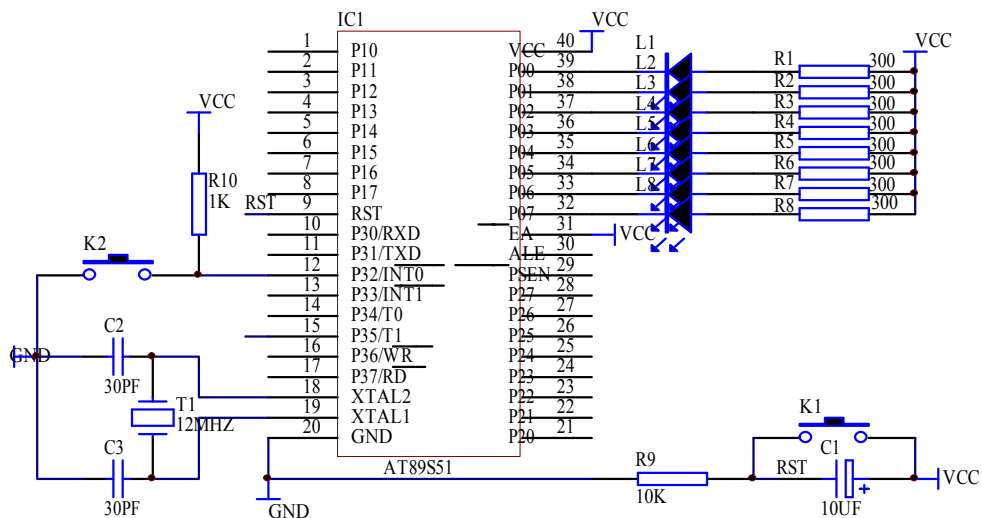 IC1
VCC
VCC
1 P10 VCC 40 L1
2 P11 P00 39 L2 R1 300
3 P12 P01 38 L3 R2 300
4 P13 P02 37 L4 R3 300
5 P14 P03 36 L5 R4 300
6 P15 P04 35 L6 R5 300
7 P16 P05 34 L7 R6 300
8 P17 P06 33 L8 R7 300
9 RST P07 32 R8 300
10 P30/RXD EA 31 VCC
11 P31/TXD ALE 30
12 P32/INT0 PSEN 29
13 P33/INT1 P27 28
14 P34/T0 P26 27
15 P35/T1 P25 26
16 P36/WR P24 25
17 P37/RD P23 24
18 XTAL2 P22 23
19 XTAL1 P21 22
20 GND P20 21
AT89S51
VCC
R10
1K
RST
K2
GND
C2
30PF
T1
12MHZ
C3
30PF
GND
R9
10K
RST
K1
C1
10UF
+
VCC